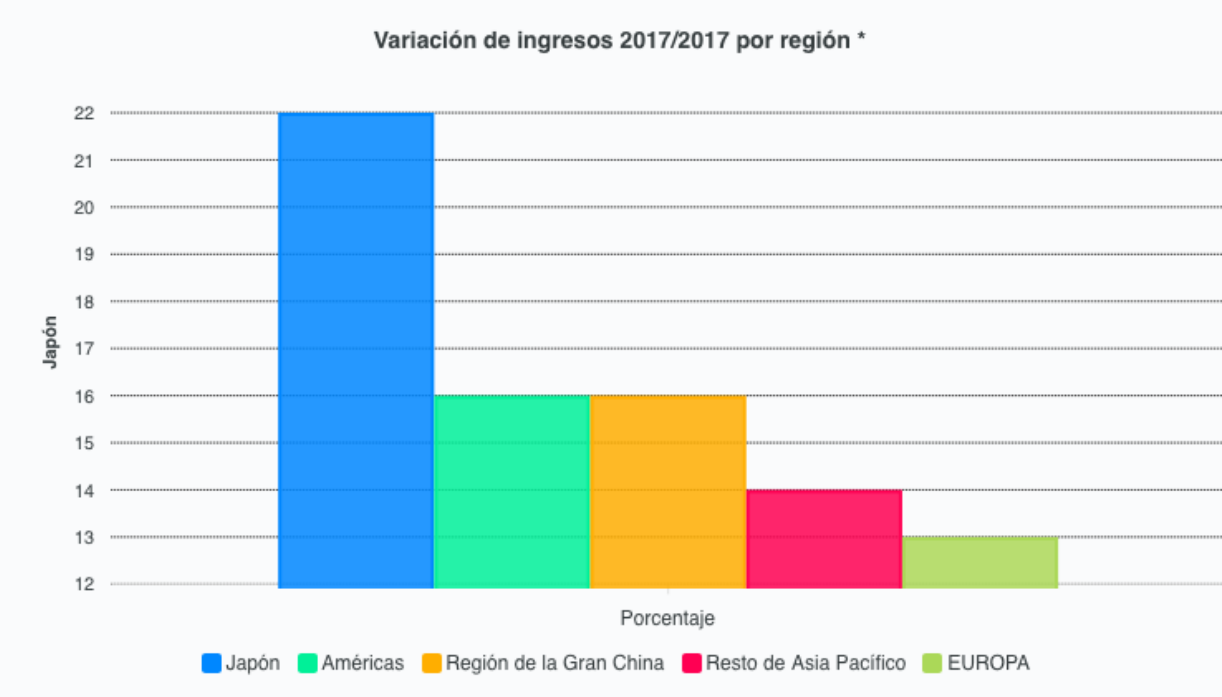 Variación de ingresos 2017/2017 por región *
22
21
20
19
18
17
16
15
14
13
12
Japón
Porcentaje
Japón Américas Región de la Gran China Resto de Asia Pacífico EUROPA